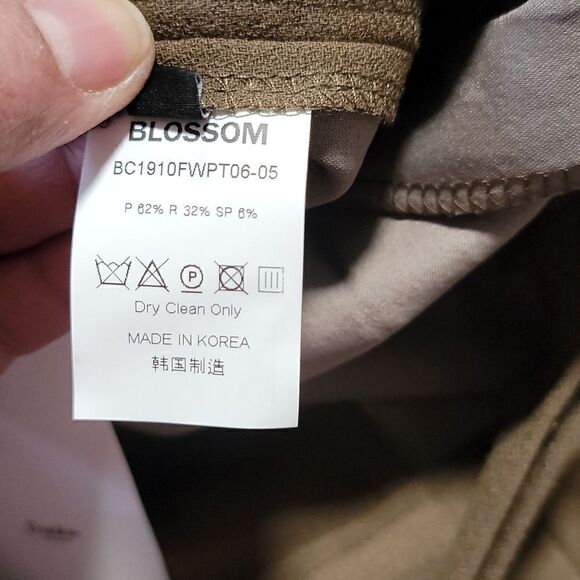 BLOSSOM
BC1910FWPT06-05
P 62% R 32% SP 6%
P
Dry Clean Only
MADE IN KOREA
韩国制造